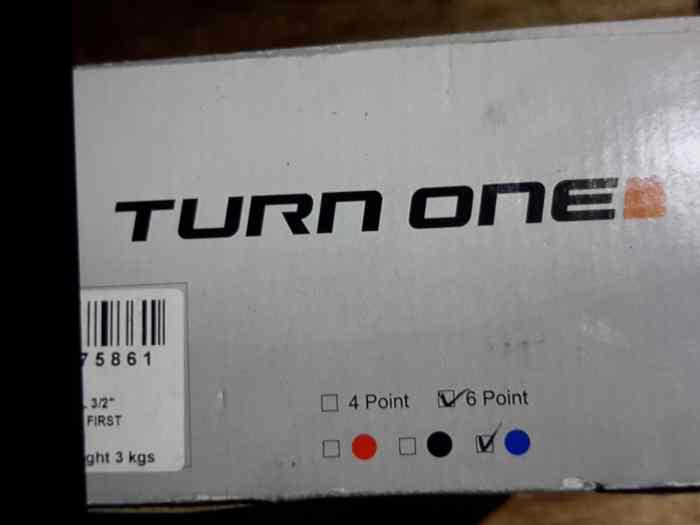 TURN ONE
75861
3/2"
FIRST
ght 3 kgs
4 Point 6 Point